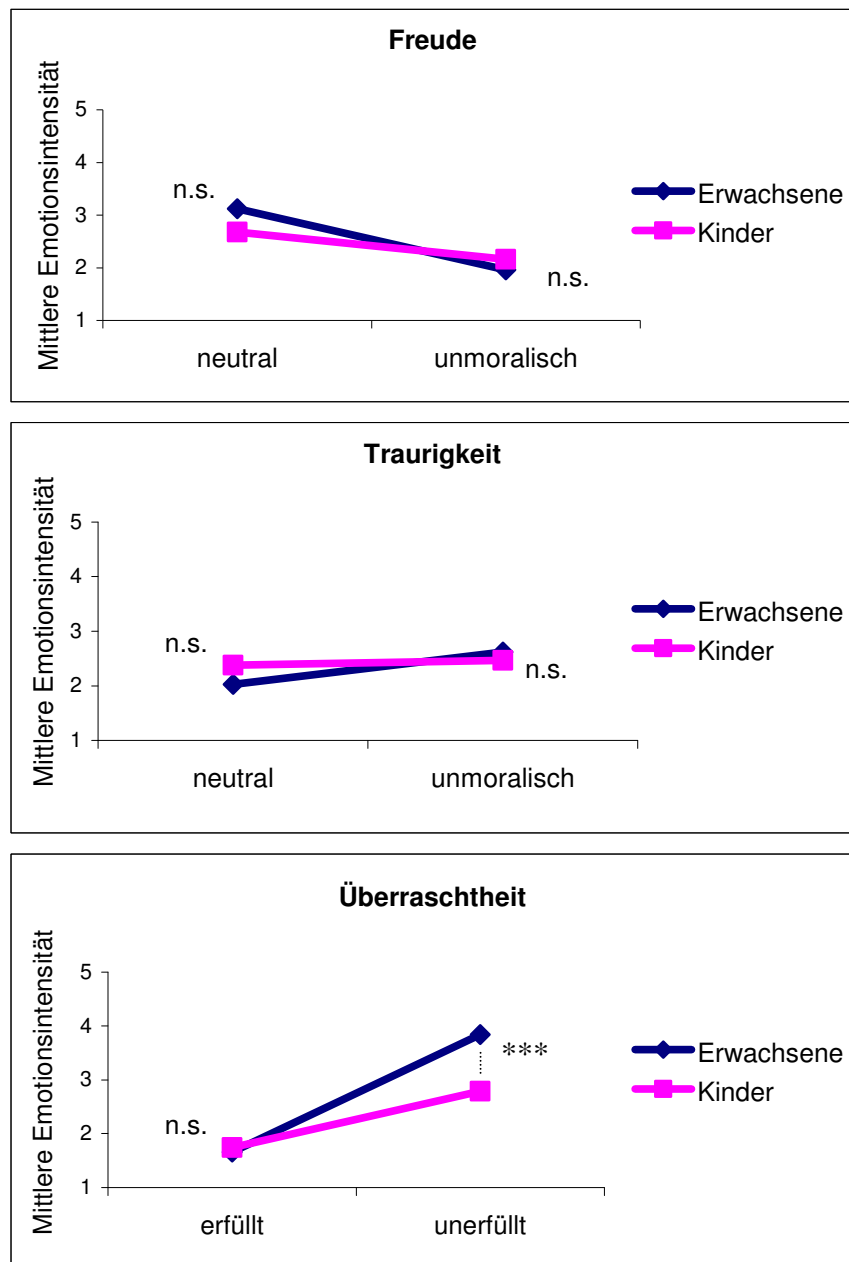 Freude
Mittlere Emotionsintensität
5
4
3
2
1
n.s.
n.s.
neutral
unmoralisch
Erwachsene
Kinder
Traurigkeit
Mittlere Emotionsintensität
5
4
3
2
1
n.s.
n.s.
neutral
unmoralisch
Erwachsene
Kinder
Überraschtheit
Mittlere Emotionsintensität
5
4
3
2
1
n.s.
***
erfüllt
unerfüllt
Erwachsene
Kinder